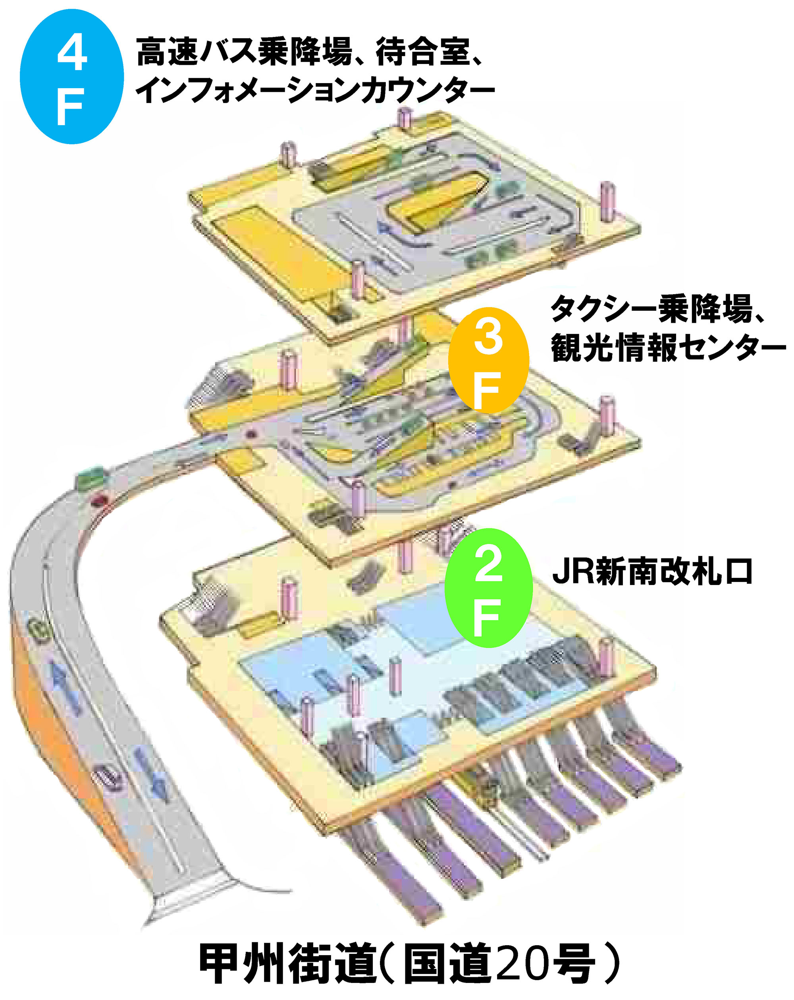 4
F
高速バス乗降場、待合室、
インフォメーションカウンター
3
F
タクシー乗降場、
観光情報センター
2
F
JR新南改札口
甲州街道(国道20号)